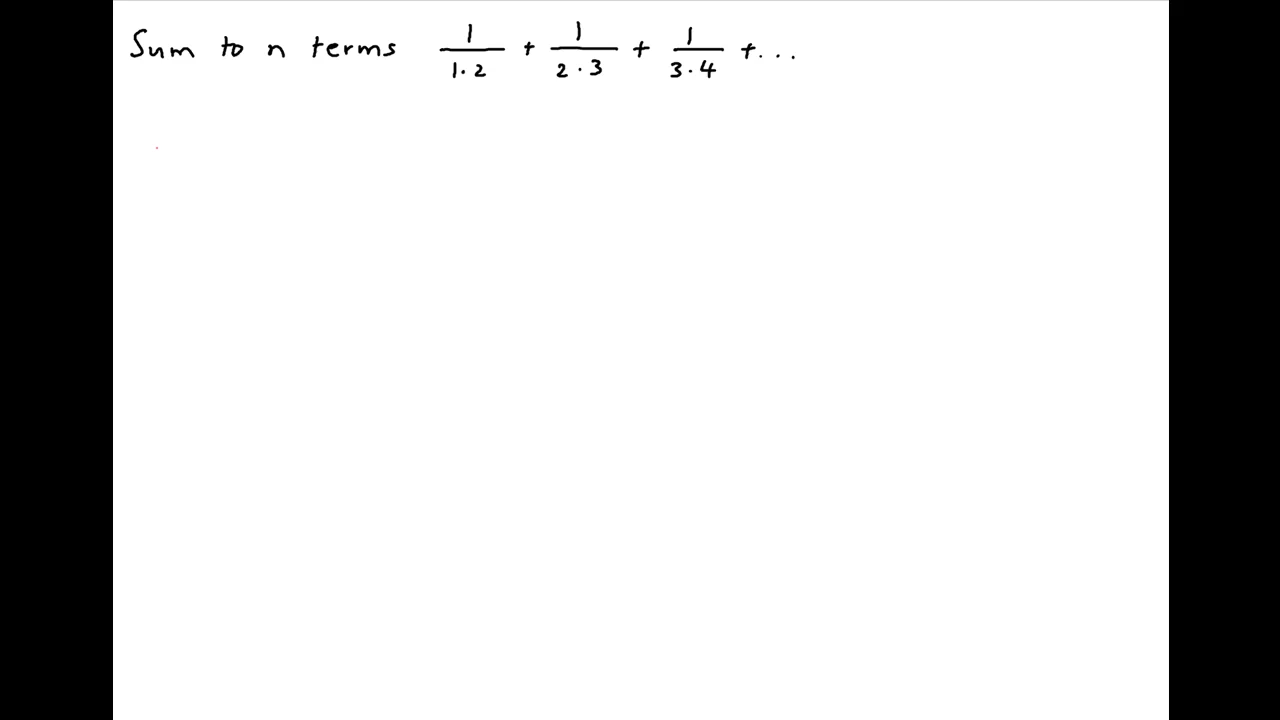 Sum to n terms 1/1·2 + 1/2·3 + 1/3·4 +...